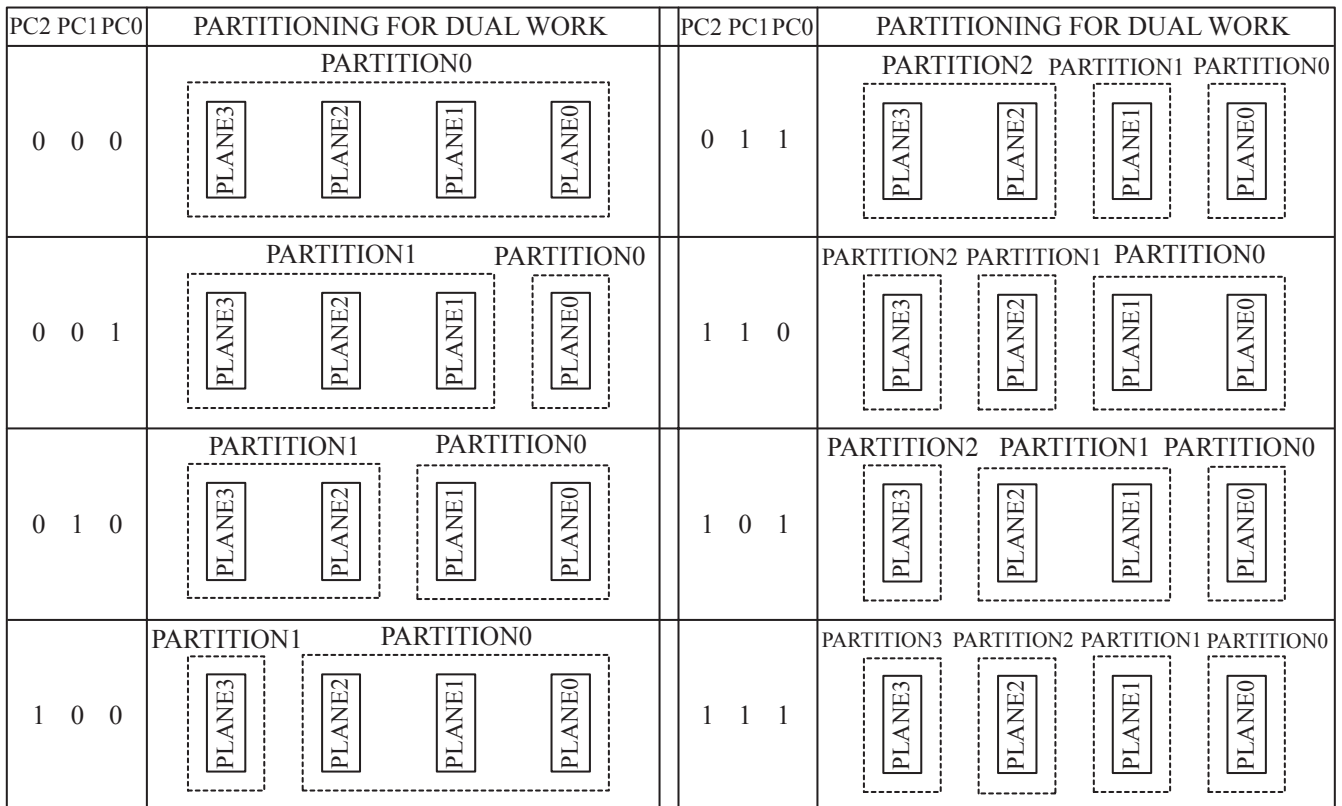 PC2 PC1PC0 PARTITIONING FOR DUAL WORK PC2 PC1PC0 PARTITIONING FOR DUAL WORK
0 0 0
PARTITION0
PLANE3 PLANE2 PLANE1 PLANE0
0 1 1
PARTITION2 PARTITION1 PARTITION0
PLANE3 PLANE2 PLANE1 PLANE0
0 0 1
PARTITION1 PARTITION0
PLANE3 PLANE2 PLANE1 PLANE0
1 1 0
PARTITION2 PARTITION1 PARTITION0
PLANE3 PLANE2 PLANE1 PLANE0
0 1 0
PARTITION1 PARTITION0
PLANE3 PLANE2 PLANE1 PLANE0
1 0 1
PARTITION2 PARTITION1 PARTITION0
PLANE3 PLANE2 PLANE1 PLANE0
1 0 0
PARTITION1 PARTITION0
PLANE3 PLANE2 PLANE1 PLANE0
1 1 1
PARTITION3 PARTITION2 PARTITION1 PARTITION0
PLANE3 PLANE2 PLANE1 PLANE0